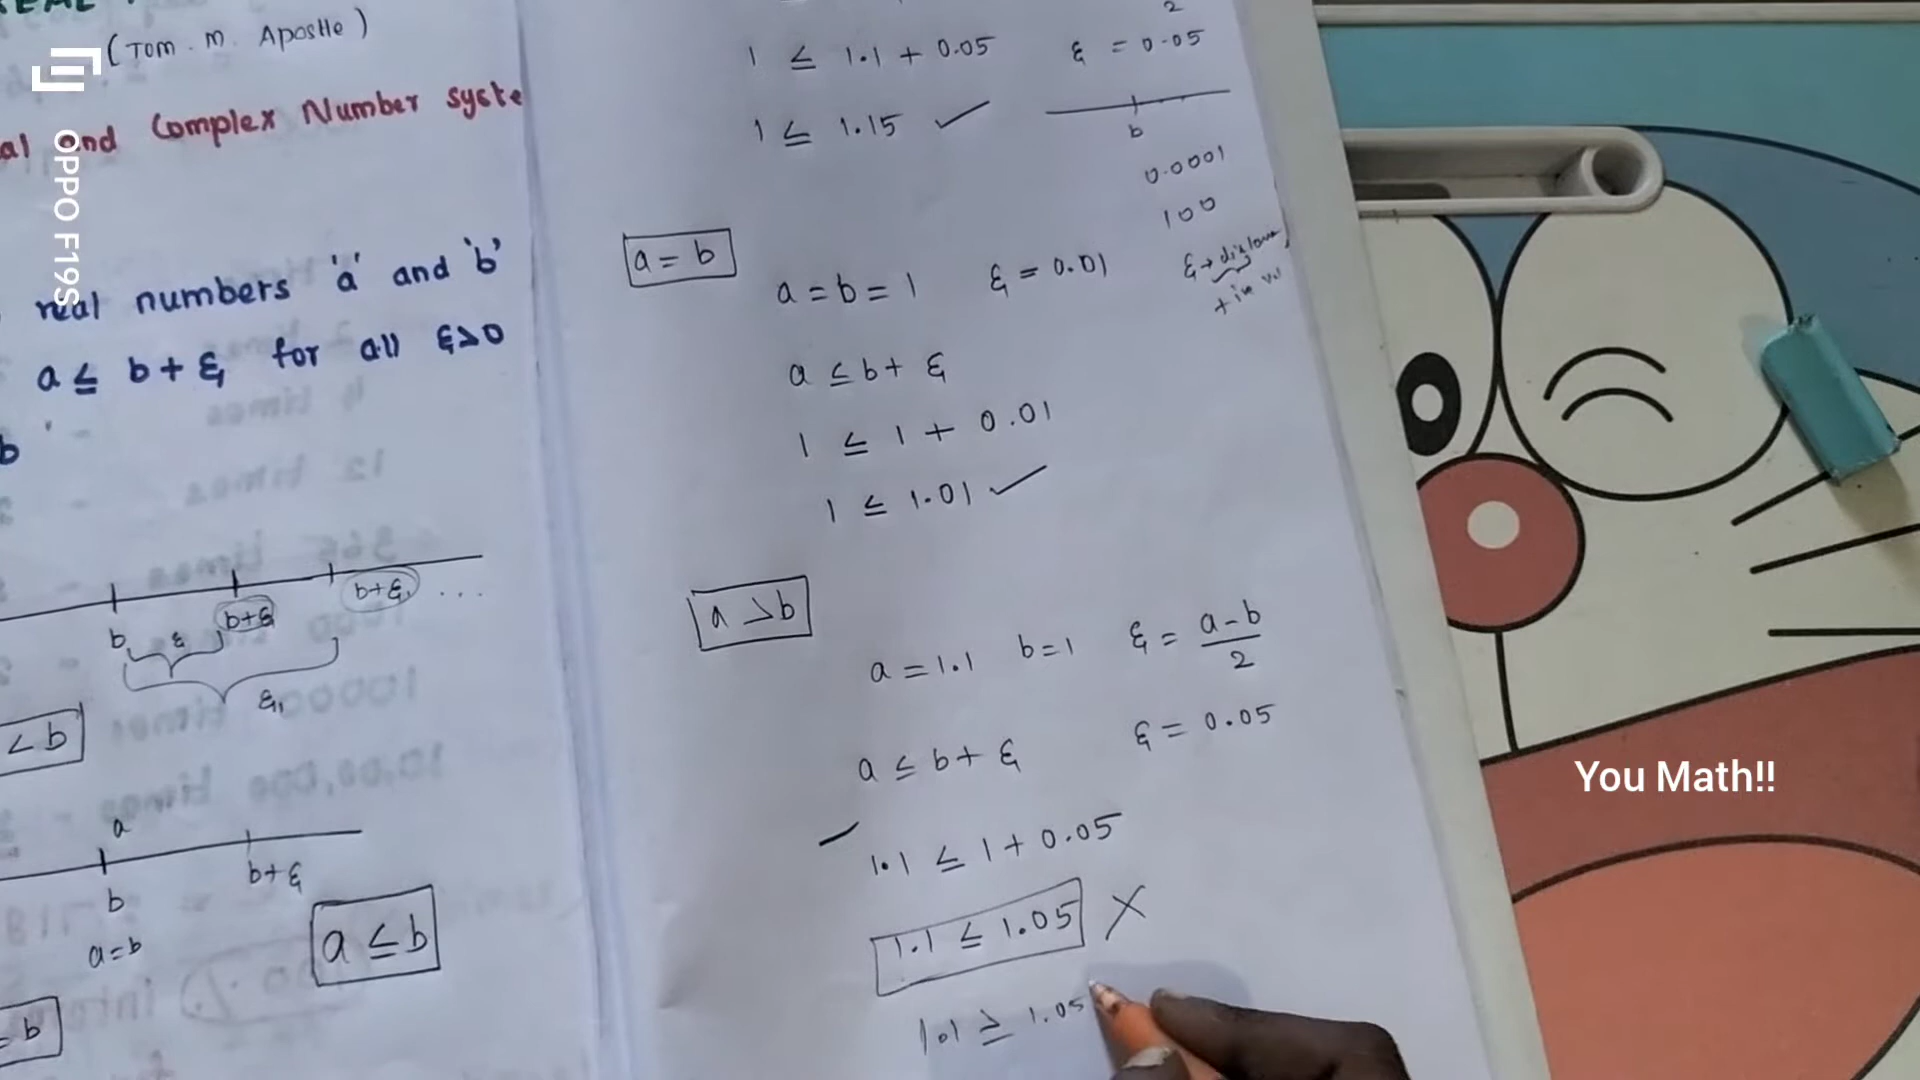 (Tom. M. Apostle)
and Complex Number syste
real numbers 'a' and 'b'
a ≤ b + ε for all ε>0
b
b ε b+ε b+ε₁ ...
ε₁
< b
a
b b+ε
a=b
a ≤ b
= b
2
1 ≤ 1.1 + 0.05 ε = 0.05
1 ≤ 1.15 ✓
b
0.0001
100
a = b
a = b = 1 ε = 0.01
a ≤ b + ε
1 ≤ 1 + 0.01
1 ≤ 1.01 ✓
a > b
a = 1.1 b = 1 ε = a-b/2
a ≤ b + ε ε = 0.05
1.1 ≤ 1 + 0.05
1.1 ≤ 1.05 X
1.1 ≥ 1.05
OPPO F19S
You Math!!